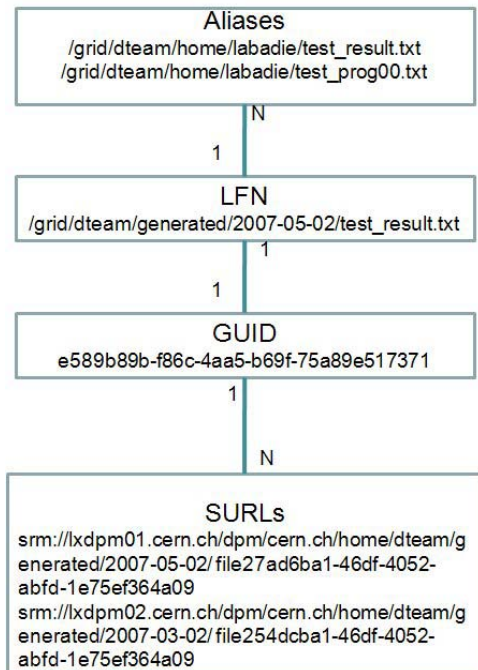 Aliases
/grid/dteam/home/labadie/test_result.txt
/grid/dteam/home/labadie/test_prog00.txt
N
1
LFN
/grid/dteam/generated/2007-05-02/test_result.txt
1
1
GUID
e589b89b-f86c-4aa5-b69f-75a89e517371
1
N
SURLs
srm://lxdpm01.cern.ch/dpm/cern.ch/home/dteam/g
enerated/2007-05-02/file27ad6ba1-46df-4052-
abfd-1e75ef364a09
srm://lxdpm02.cern.ch/dpm/cern.ch/home/dteam/g
enerated/2007-03-02/file254dcba1-46df-4052-
abfd-1e75ef364a09